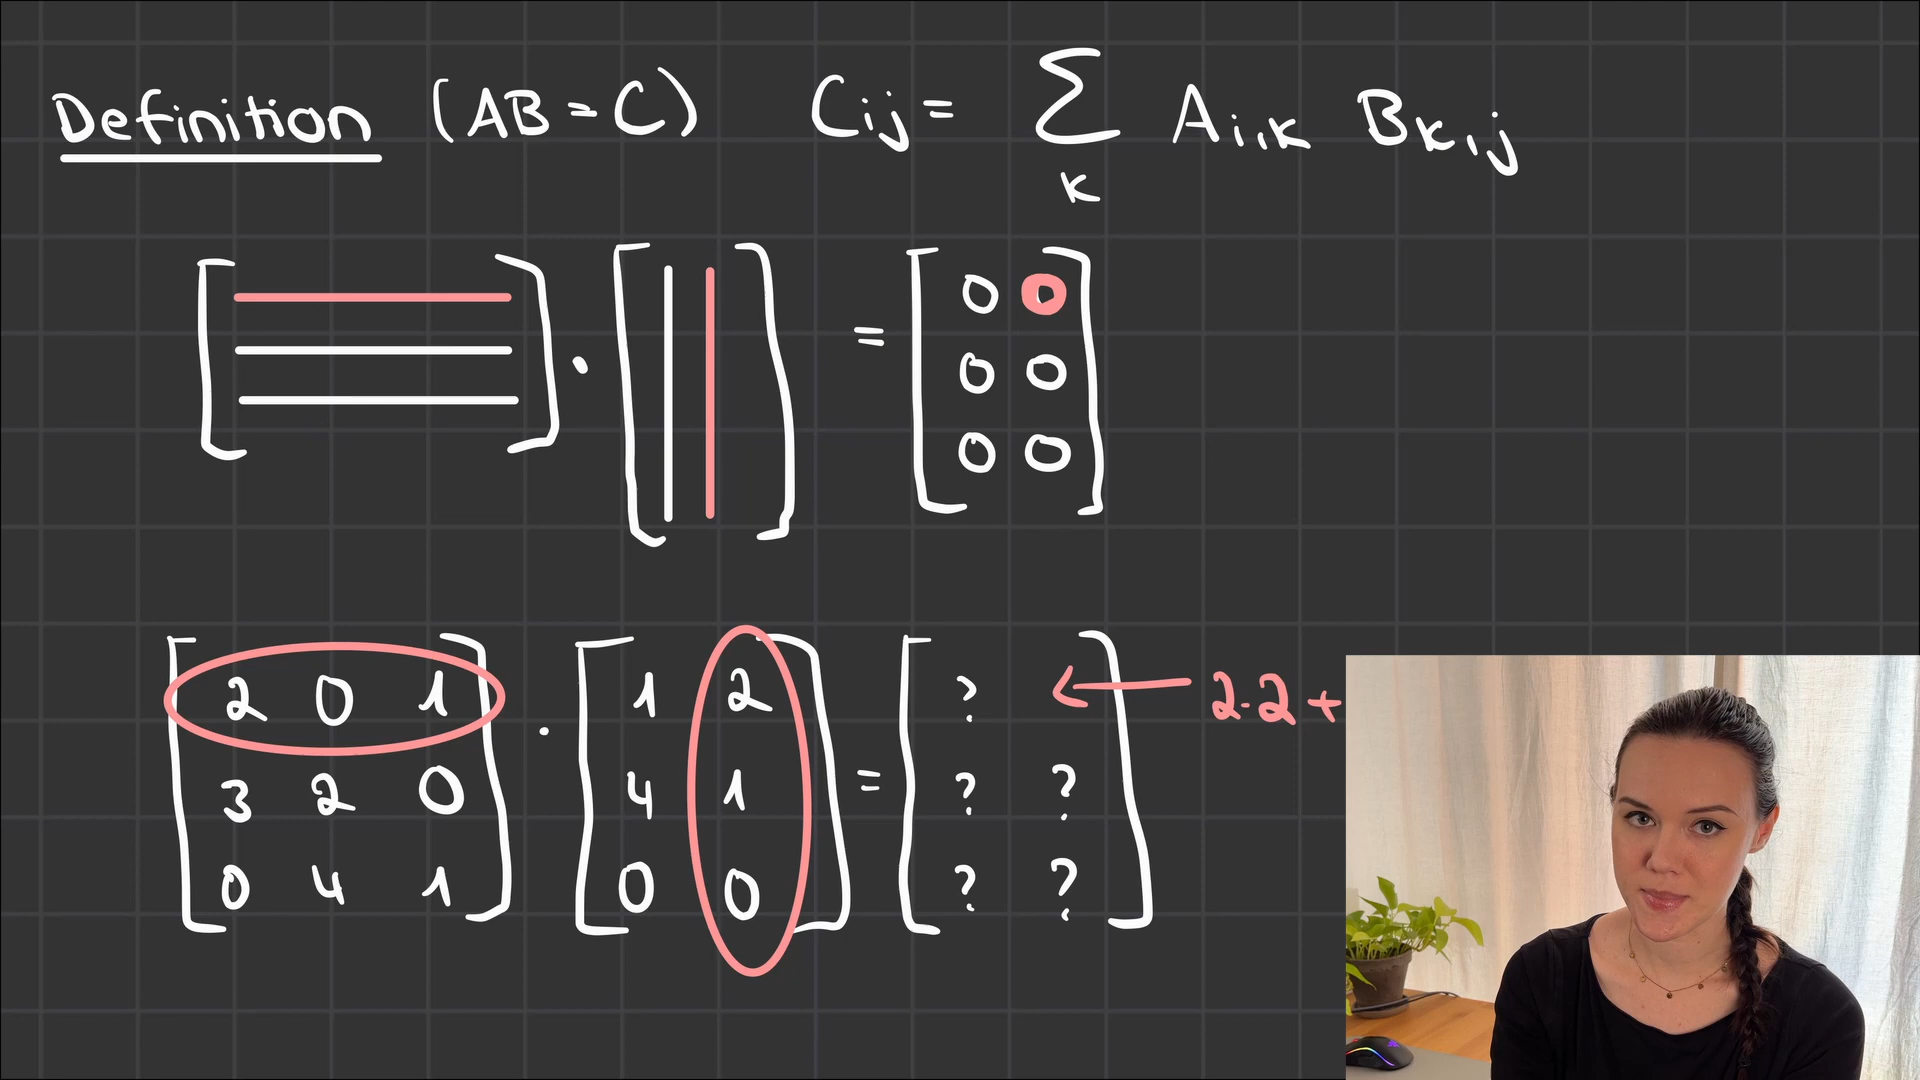 Definition (AB = C) Cij = Σ Ai,k Bk,j
k
0 0
= 0 0
0 0
2 0 1 1 2 ? ← 2·2 +
3 2 0 · 4 1 = ? ?
0 4 1 0 0 ? ?